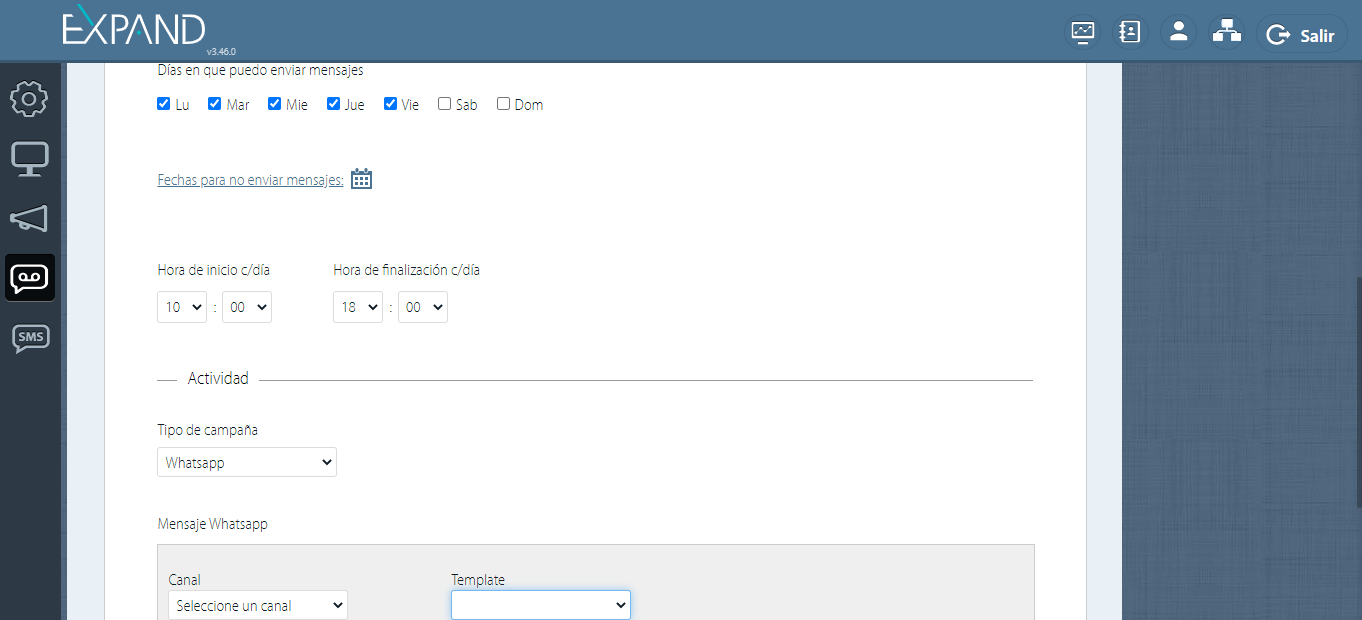 EXPAND
v3.46.0
Salir
Días en que puedo enviar mensajes
Lu Mar Mie Jue Vie Sab Dom
Fechas para no enviar mensajes:
Hora de inicio c/día Hora de finalización c/día
10 : 00 18 : 00
SMS
Actividad
Tipo de campaña
Whatsapp
Mensaje Whatsapp
Canal Template
Seleccione un canal